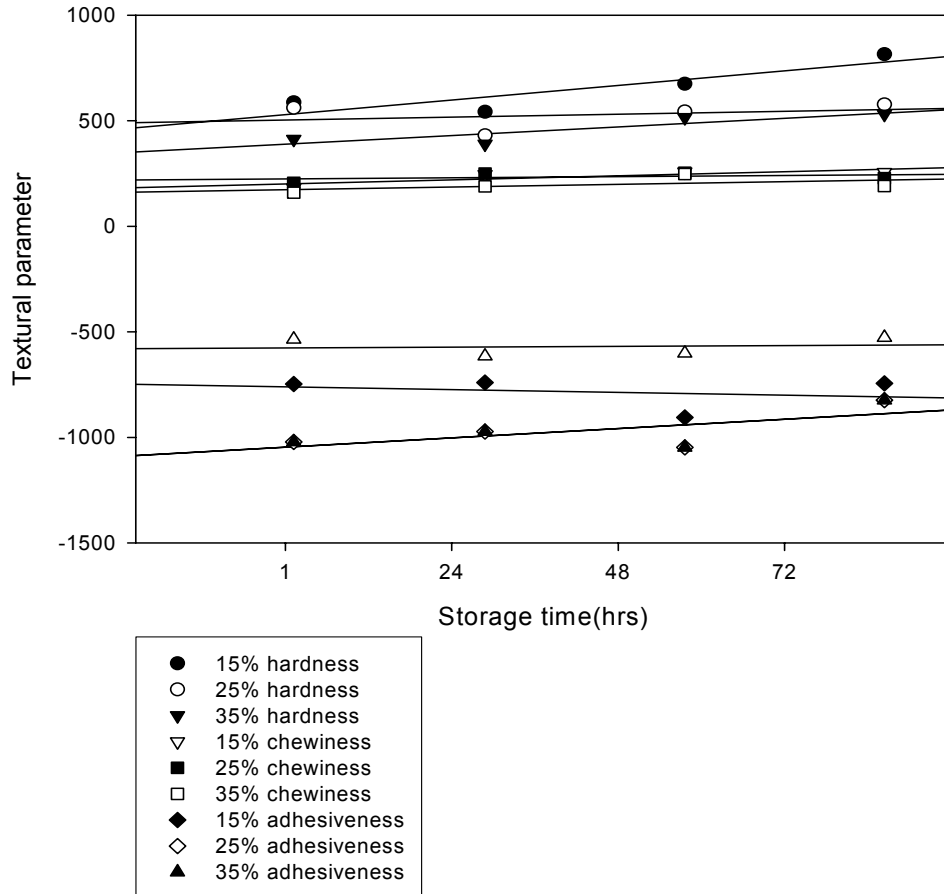 1000
500
0
-500
-1000
-1500
Textural parameter
1 24 48 72
Storage time(hrs)
15% hardness
25% hardness
35% hardness
15% chewiness
25% chewiness
35% chewiness
15% adhesiveness
25% adhesiveness
35% adhesiveness